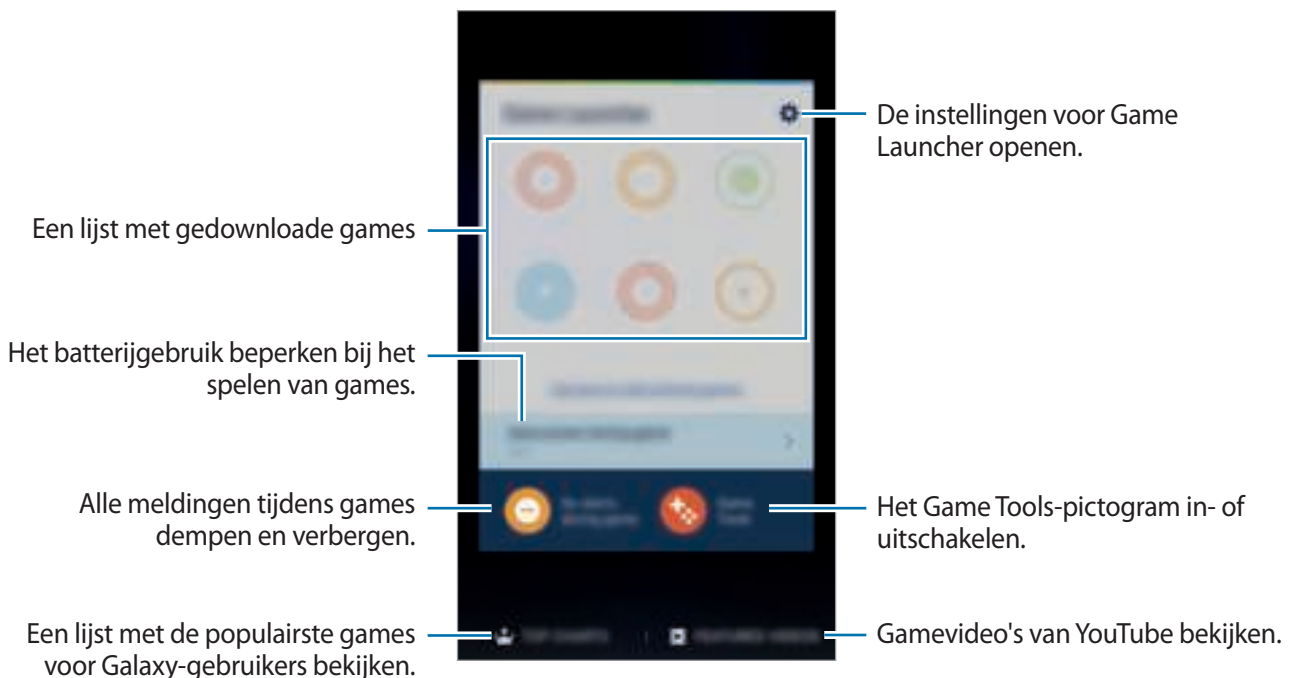 De instellingen voor Game
Launcher openen.
Een lijst met gedownloade games
Het batterijgebruik beperken bij het
spelen van games.
Alle meldingen tijdens games
dempen en verbergen.
Het Game Tools-pictogram in- of
uitschakelen.
Een lijst met de populairste games
voor Galaxy-gebruikers bekijken.
Gamevideo's van YouTube bekijken.